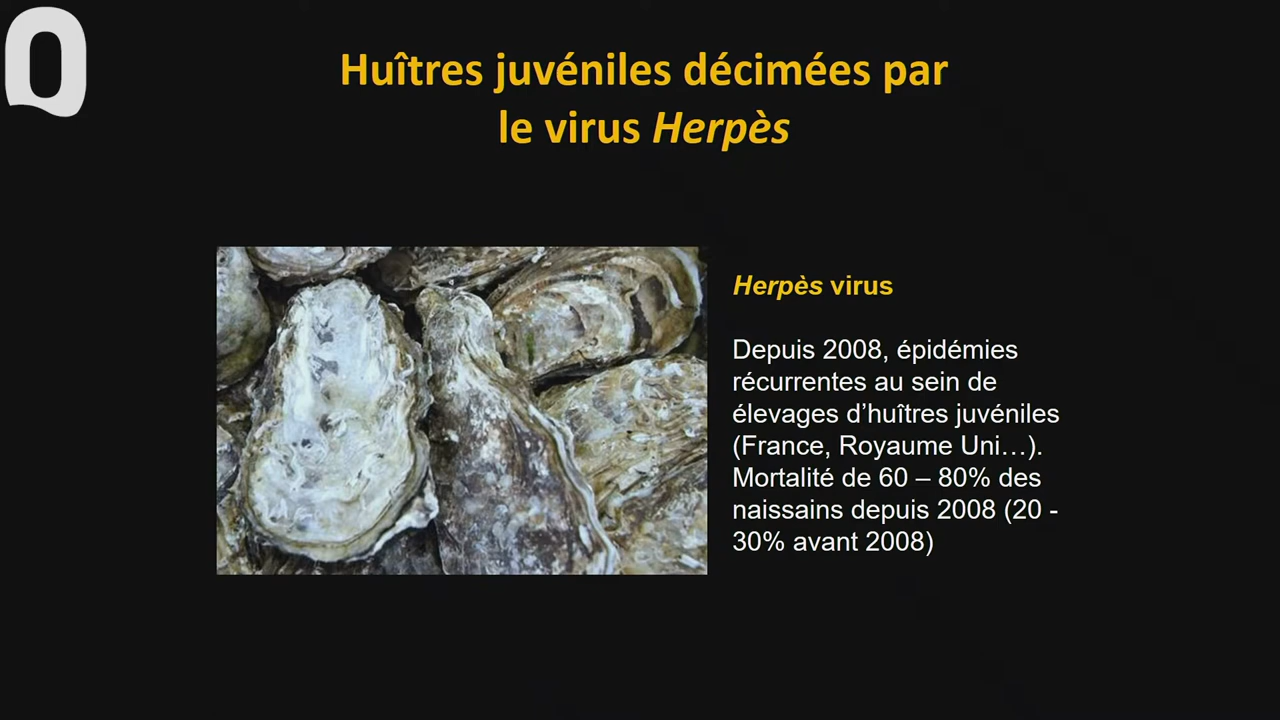 Q
Huîtres juvéniles décimées par
le virus Herpès
Herpès virus
Depuis 2008, épidémies
récurrentes au sein de
élevages d’huîtres juvéniles
(France, Royaume Uni…).
Mortalité de 60 – 80% des
naissains depuis 2008 (20 -
30% avant 2008)